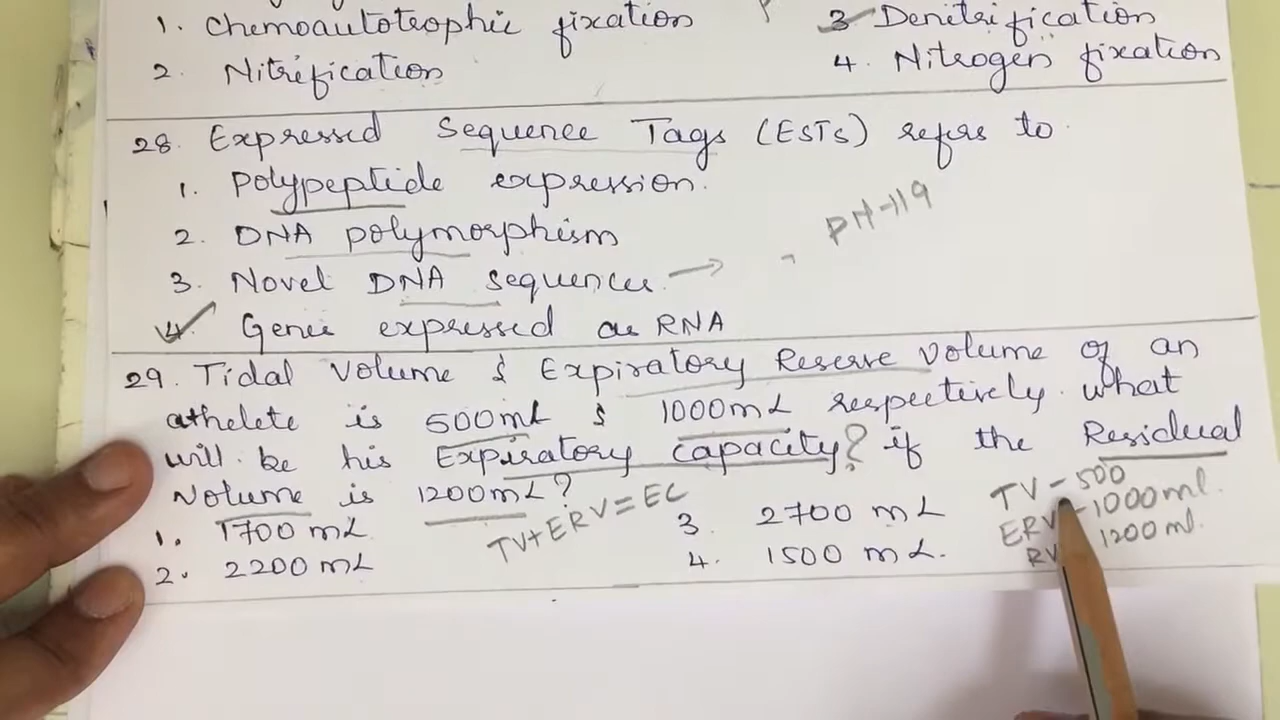 1. Chemoautotrophic fixation
3. Denitrification
2. Nitrification
4. Nitrogen fixation
28. Expressed Sequence Tags (ESTs) refers to
1. Polypeptide expression.
2. DNA polymorphism
3. Novel DNA Sequences
PH-119
4. Genes expressed as RNA
29. Tidal Volume & Expiratory Reserve Volume of an
athelete is 500mL & 1000mL respectively. what
will be his Expiratory capacity? if the Residual
Volume is 1200mL?
TV+ERV=EC
TV-500
ERV-1000ml.
RV 1200ml.
1. 1700 mL
3. 2700 mL
2. 2200 mL
4. 1500 mL.